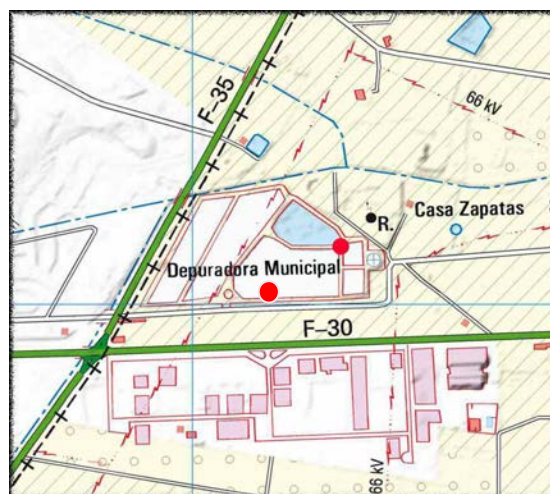 F-35
66 kV
Casa Zapatas
R.
Depuradora Municipal
F-30
66 kV